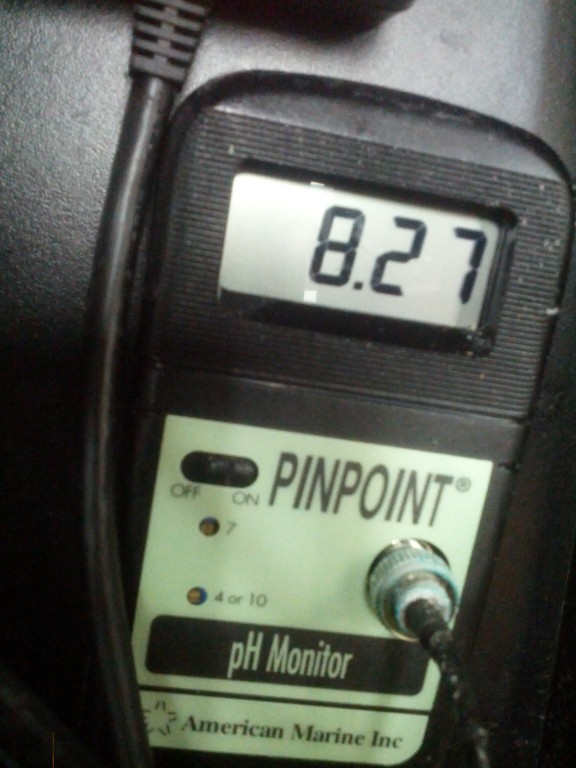 8.27
PINPOINT®
OFF ON
7
4 or 10
pH Monitor
American Marine Inc